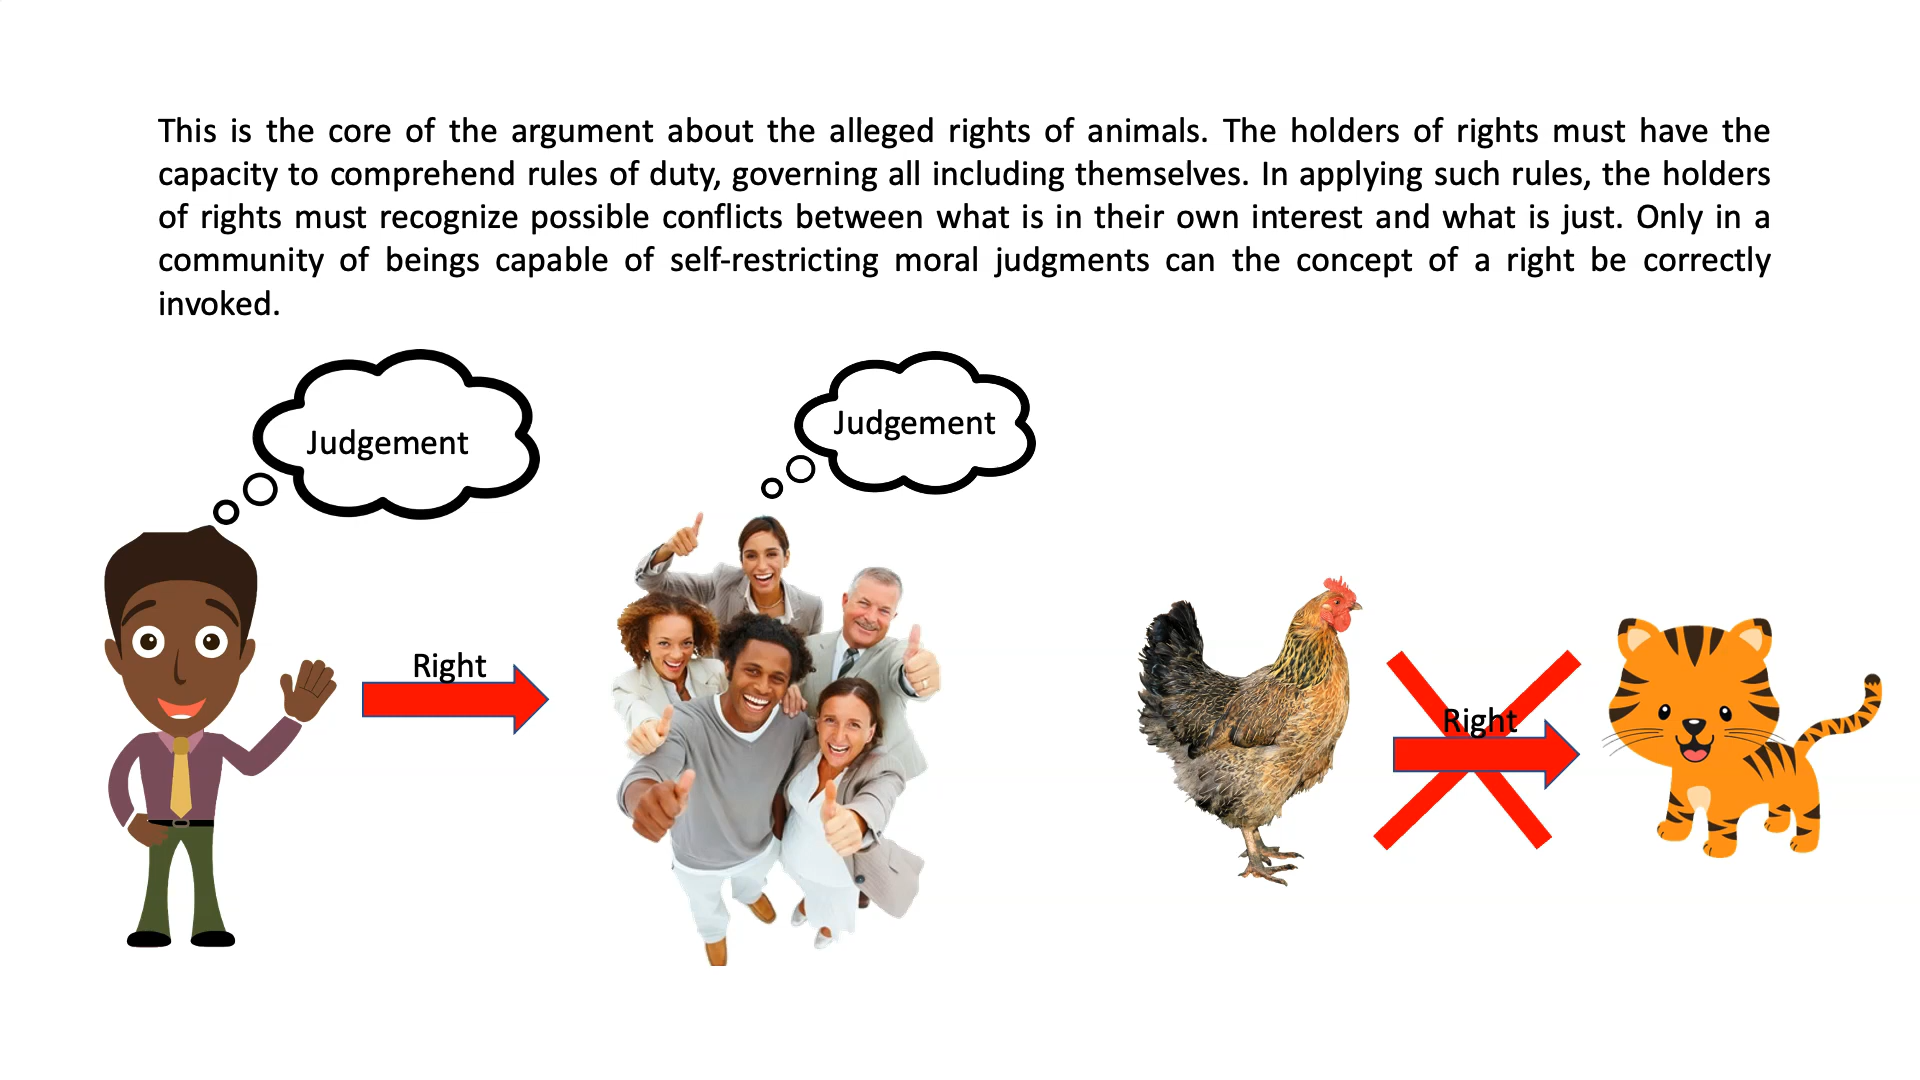 This is the core of the argument about the alleged rights of animals. The holders of rights must have the
capacity to comprehend rules of duty, governing all including themselves. In applying such rules, the holders
of rights must recognize possible conflicts between what is in their own interest and what is just. Only in a
community of beings capable of self-restricting moral judgments can the concept of a right be correctly
invoked.
Judgement
Judgement
Right
Right